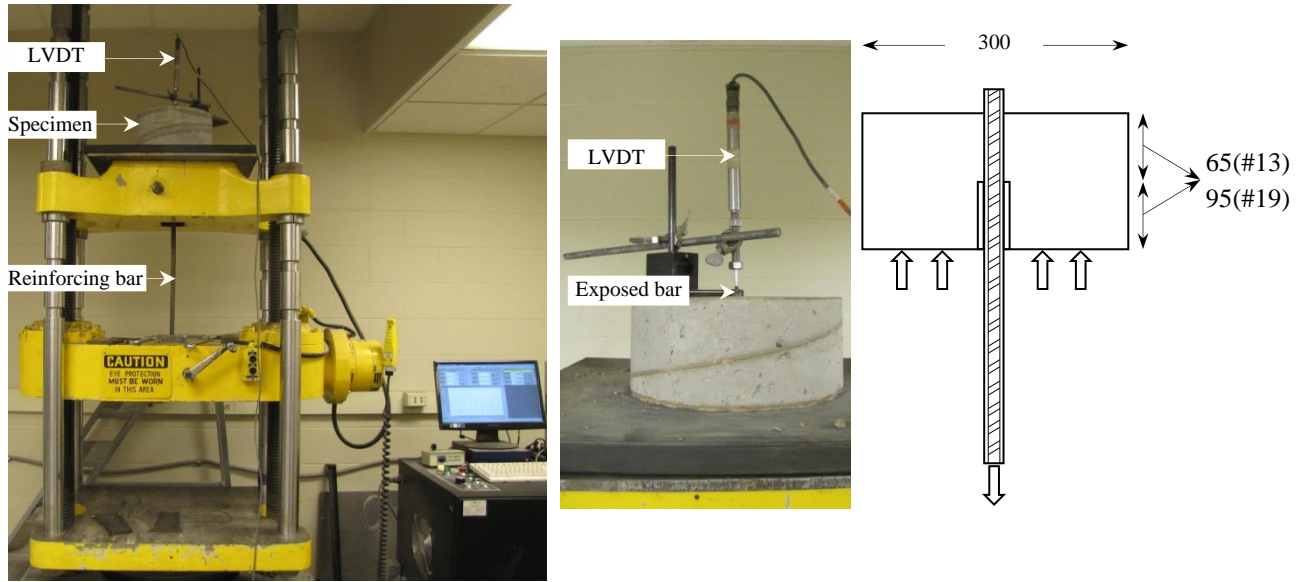 LVDT
Specimen
Reinforcing bar
CAUTION
EYE PROTECTION
MUST BE WORN
IN THIS AREA
LVDT
Exposed bar
300
65(#13)
95(#19)